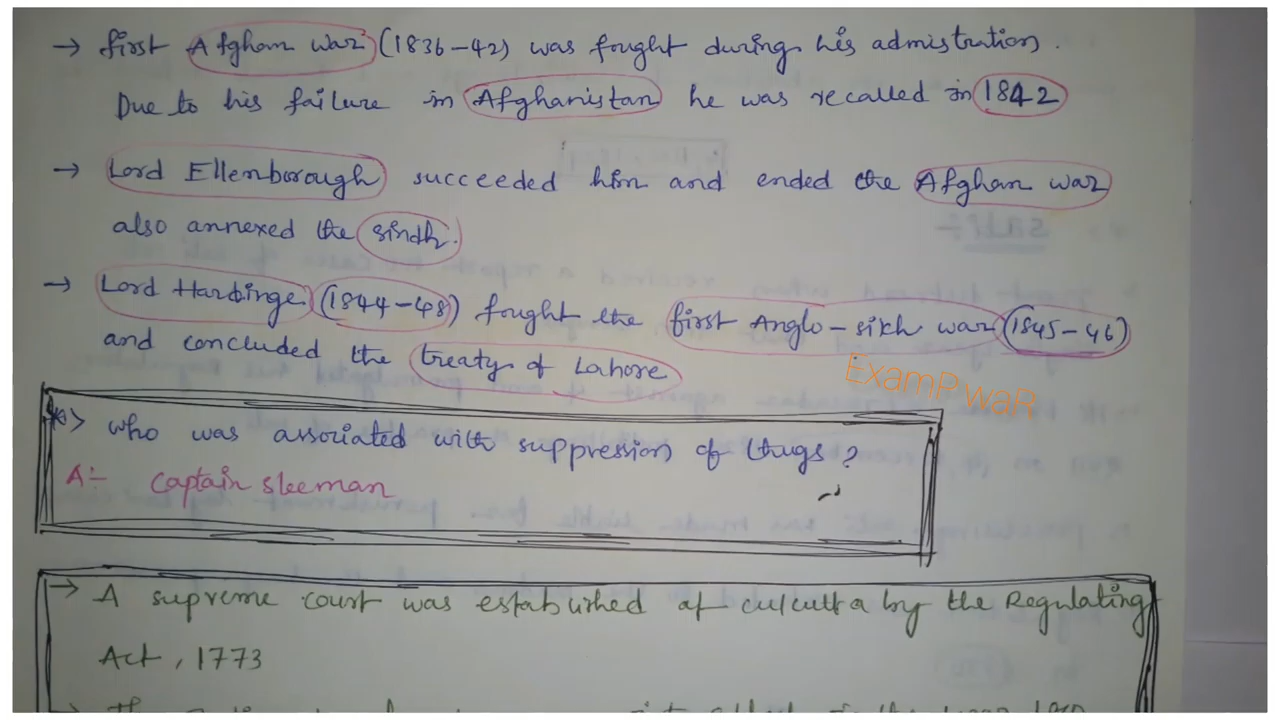 → first Afghan war (1836-42) was fought during his admistration.
Due to his failure in Afghanistan he was recalled in 1842
→ Lord Ellenborough succeeded him and ended the Afghan war
also annexed the sindh.
→ Lord Hardinge (1844-48) fought the first Anglo-sikh war (1845-46)
and concluded the treaty of Lahore
ExamPwaR
*> who was associated with suppression of thugs?
A:- Captain sleeman
→ A supreme court was established at culcutta by the Regulating
Act, 1773